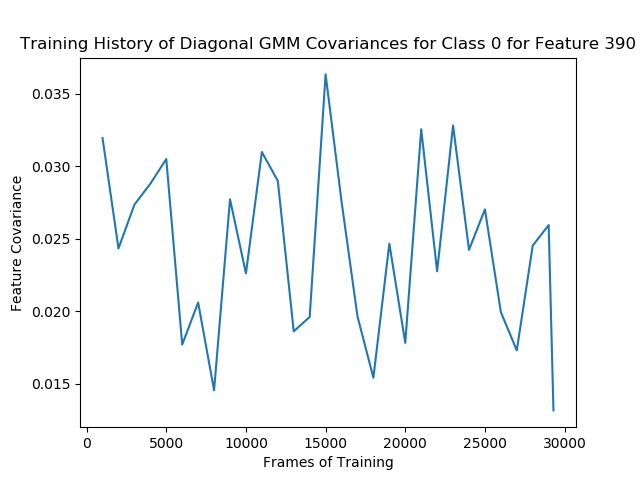 Training History of Diagonal GMM Covariances for Class 0 for Feature 390
0.035
0.030
0.025
0.020
0.015
Feature Covariance
0 5000 10000 15000 20000 25000 30000
Frames of Training